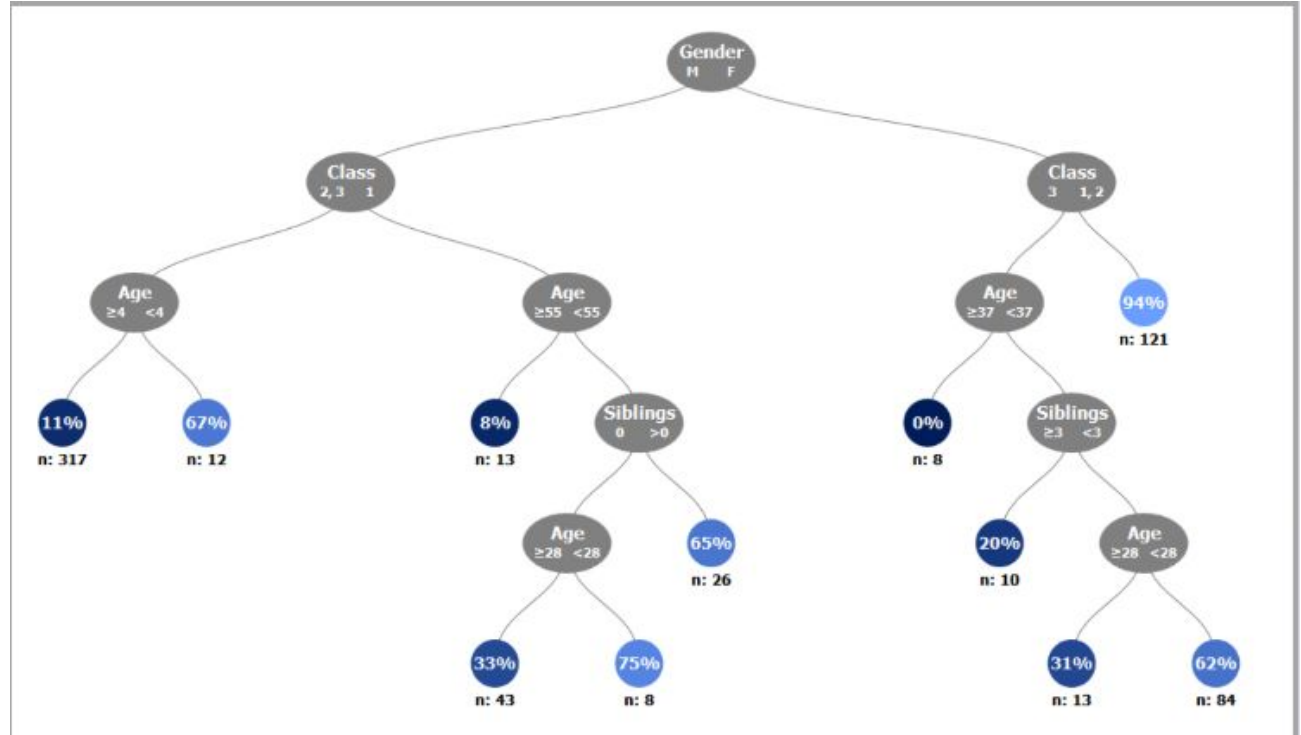 Gender
M F
Class
2, 3 1
Class
3 1, 2
Age
≥4 <4
Age
≥55 <55
Age
≥37 <37
94%
n: 121
11%
n: 317
67%
n: 12
8%
n: 13
Siblings
0 >0
0%
n: 8
Siblings
≥3 <3
Age
≥28 <28
65%
n: 26
20%
n: 10
Age
≥28 <28
33%
n: 43
75%
n: 8
31%
n: 13
62%
n: 84